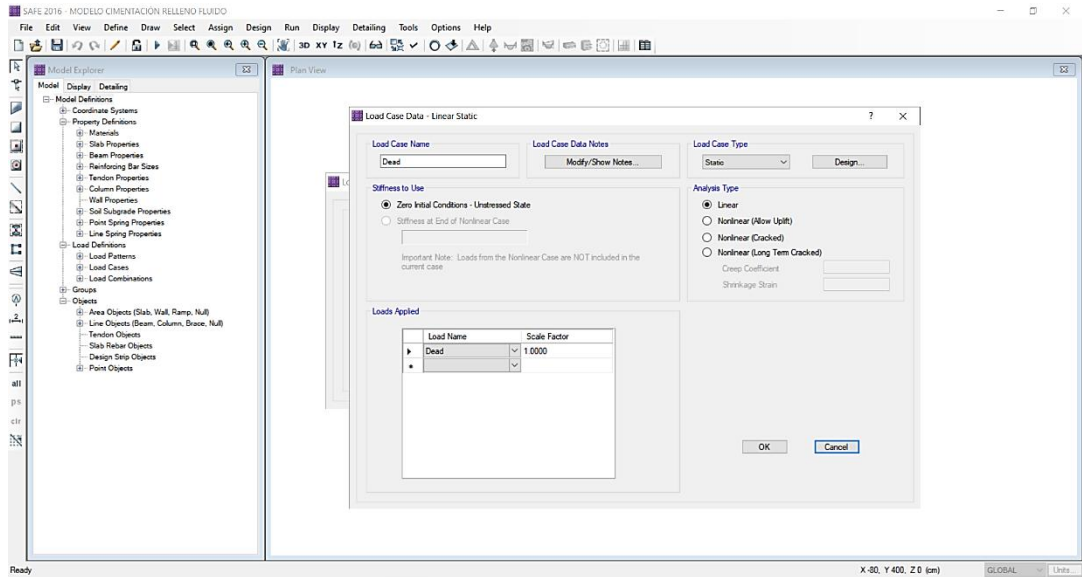 SAFE 2016 - MODELO CIMENTACIÓN RELLENO FLUIDO
File Edit View Define Draw Select Assign Design Run Display Detailing Tools Options Help
3D XY
Model Explorer
Model Display Detailing
Model Definitions
Coordinate Systems
Property Definitions
Materials
Slab Properties
Beam Properties
Reinforcing Bar Sizes
Tendon Properties
Column Properties
Wall Properties
Soil Subgrade Properties
Point Spring Properties
Line Spring Properties
Load Definitions
Load Patterns
Load Cases
Load Combinations
Groups
Objects
Area Objects (Slab, Wall, Ramp, Null)
Line Objects (Beam, Column, Brace, Null)
Tendon Objects
Slab Rebar Objects
Design Strip Objects
Point Objects
all
ps
clr
Plan View
Load Case Data - Linear Static
? X
Load Case Name
Dead
Load Case Data Notes
Modify/Show Notes...
Load Case Type
Static
Design...
Stiffness to Use
Zero Initial Conditions - Unstressed State
Stiffness at End of Nonlinear Case
Important Note: Loads from the Nonlinear Case are NOT included in the
current case
Analysis Type
Linear
Nonlinear (Allow Uplift)
Nonlinear (Cracked)
Nonlinear (Long Term Cracked)
Creep Coefficient
Shrinkage Strain
Loads Applied
Load Name Scale Factor
Dead 1.0000
OK
Cancel
Ready
X -80, Y 400, Z 0 (cm)
GLOBAL
Units...